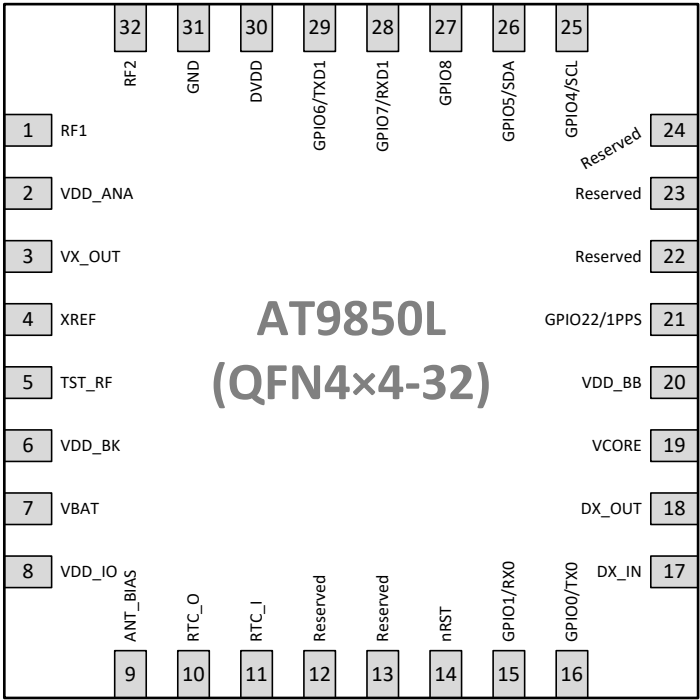 32 31 30 29 28 27 26 25
RF2
GND
DVDD
GPIO6/TXD1
GPIO7/RXD1
GPIO8
GPIO5/SDA
GPIO4/SCL
1 RF1
2 VDD_ANA
3 VX_OUT
4 XREF
5 TST_RF
6 VDD_BK
7 VBAT
8 VDD_IO
AT9850L
(QFN4×4-32)
Reserved 24
Reserved 23
Reserved 22
GPIO22/1PPS 21
VDD_BB 20
VCORE 19
DX_OUT 18
DX_IN 17
ANT_BIAS
RTC_O
RTC_I
Reserved
Reserved
nRST
GPIO1/RX0
GPIO0/TX0
9 10 11 12 13 14 15 16